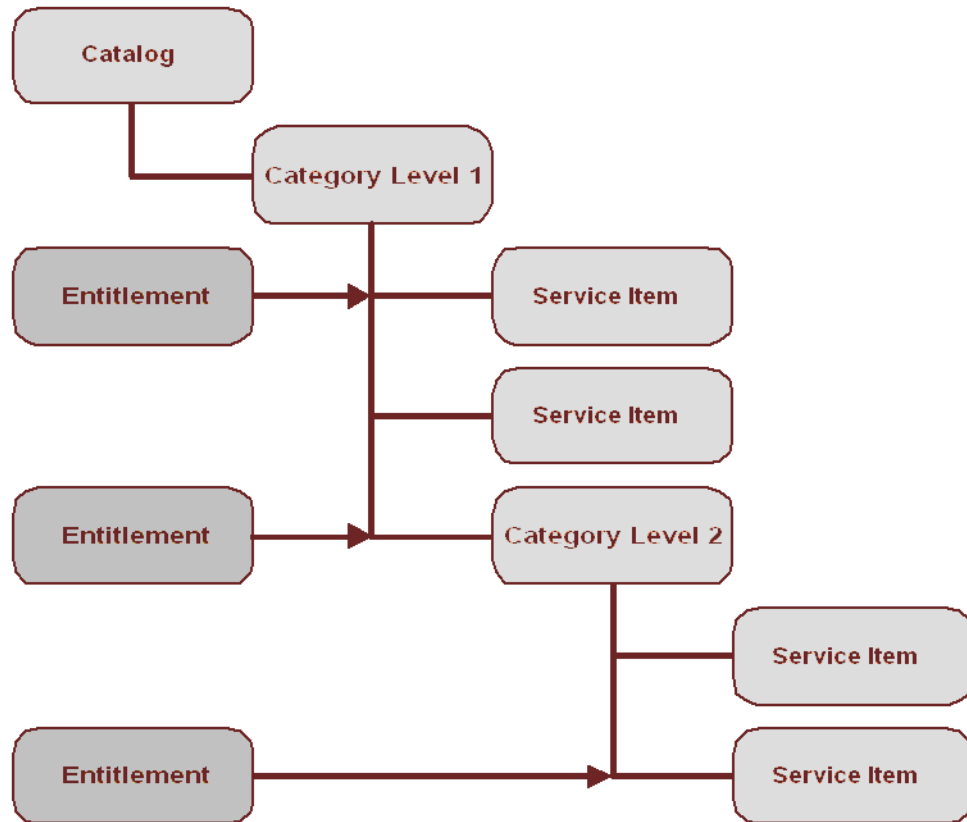 Catalog
Category Level 1
Entitlement
Service Item
Service Item
Entitlement
Category Level 2
Service Item
Entitlement
Service Item